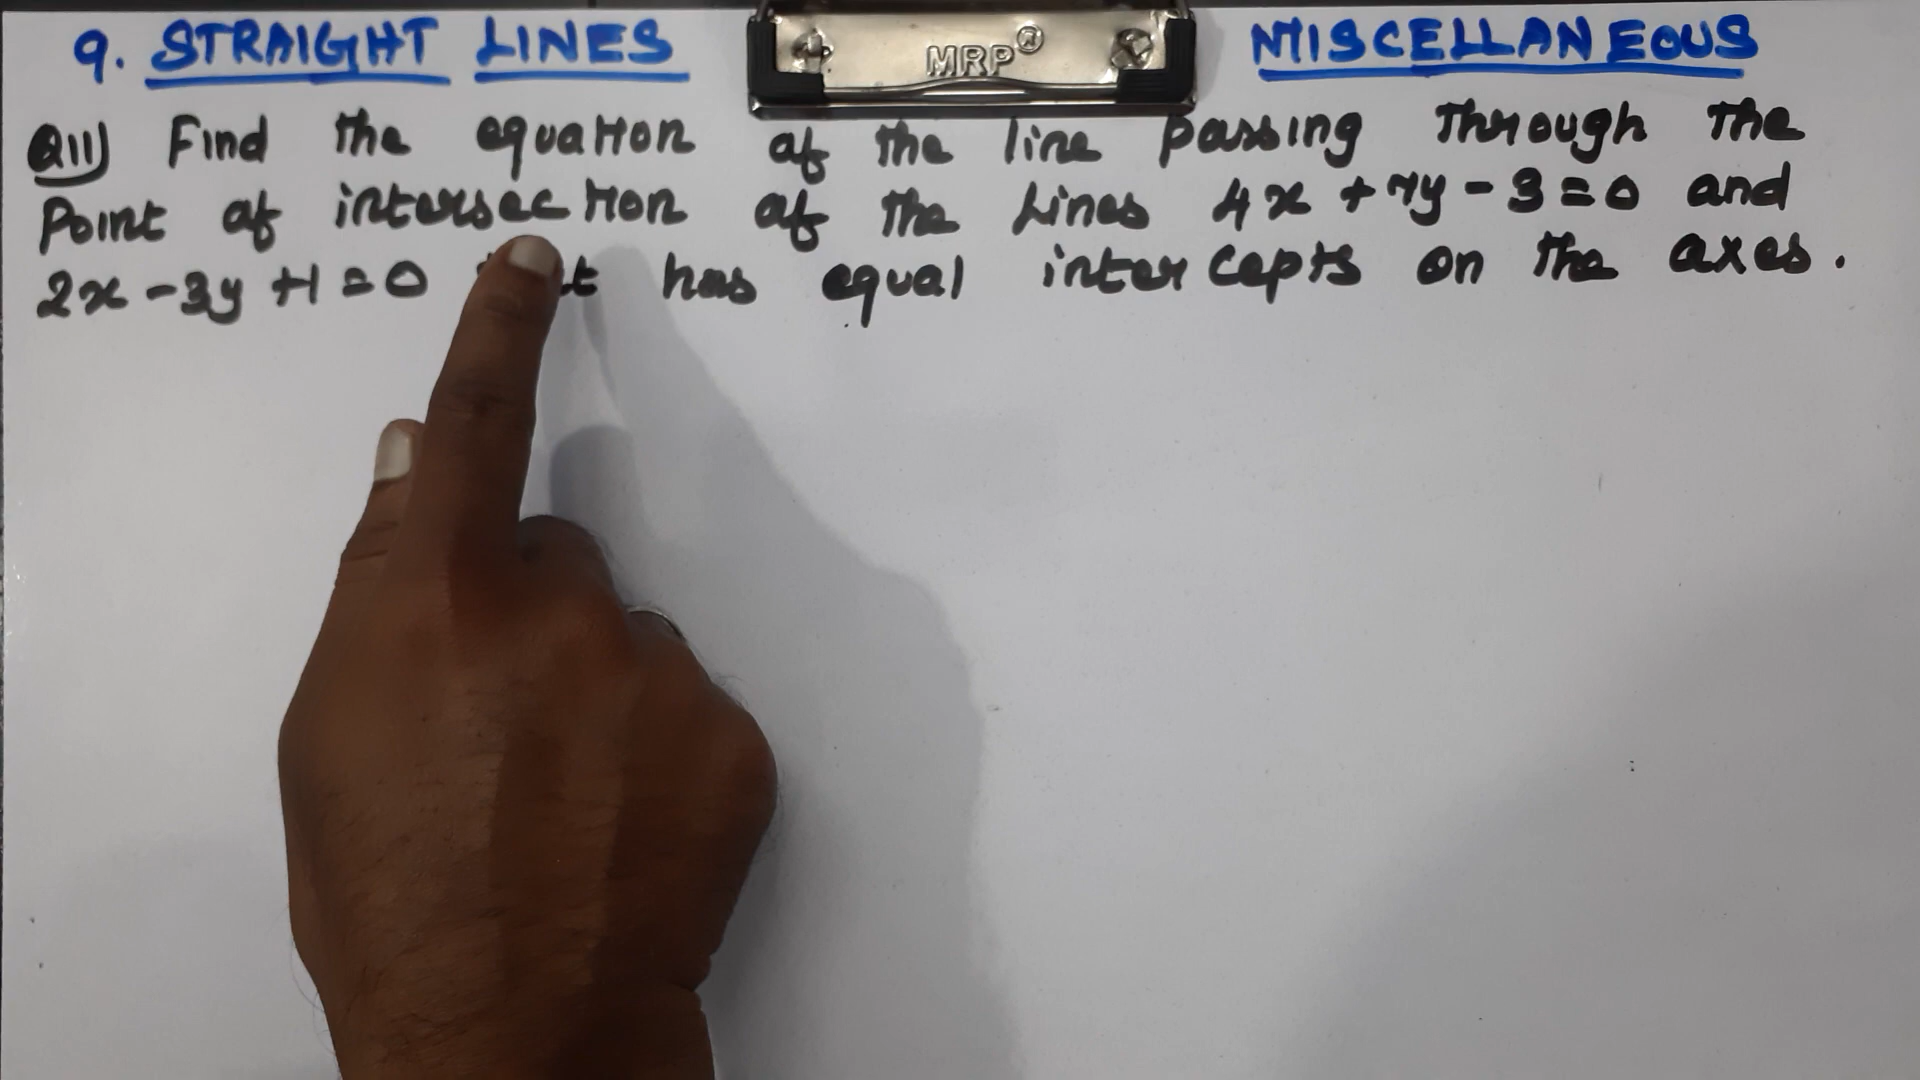 9. STRAIGHT LINES
MRP®
MISCELLANEOUS
Q11) Find the equation of the line passing through the
Point of intersection of the lines 4x + 7y - 3 = 0 and
2x - 3y + 1 = 0 has equal intercepts on the axes.